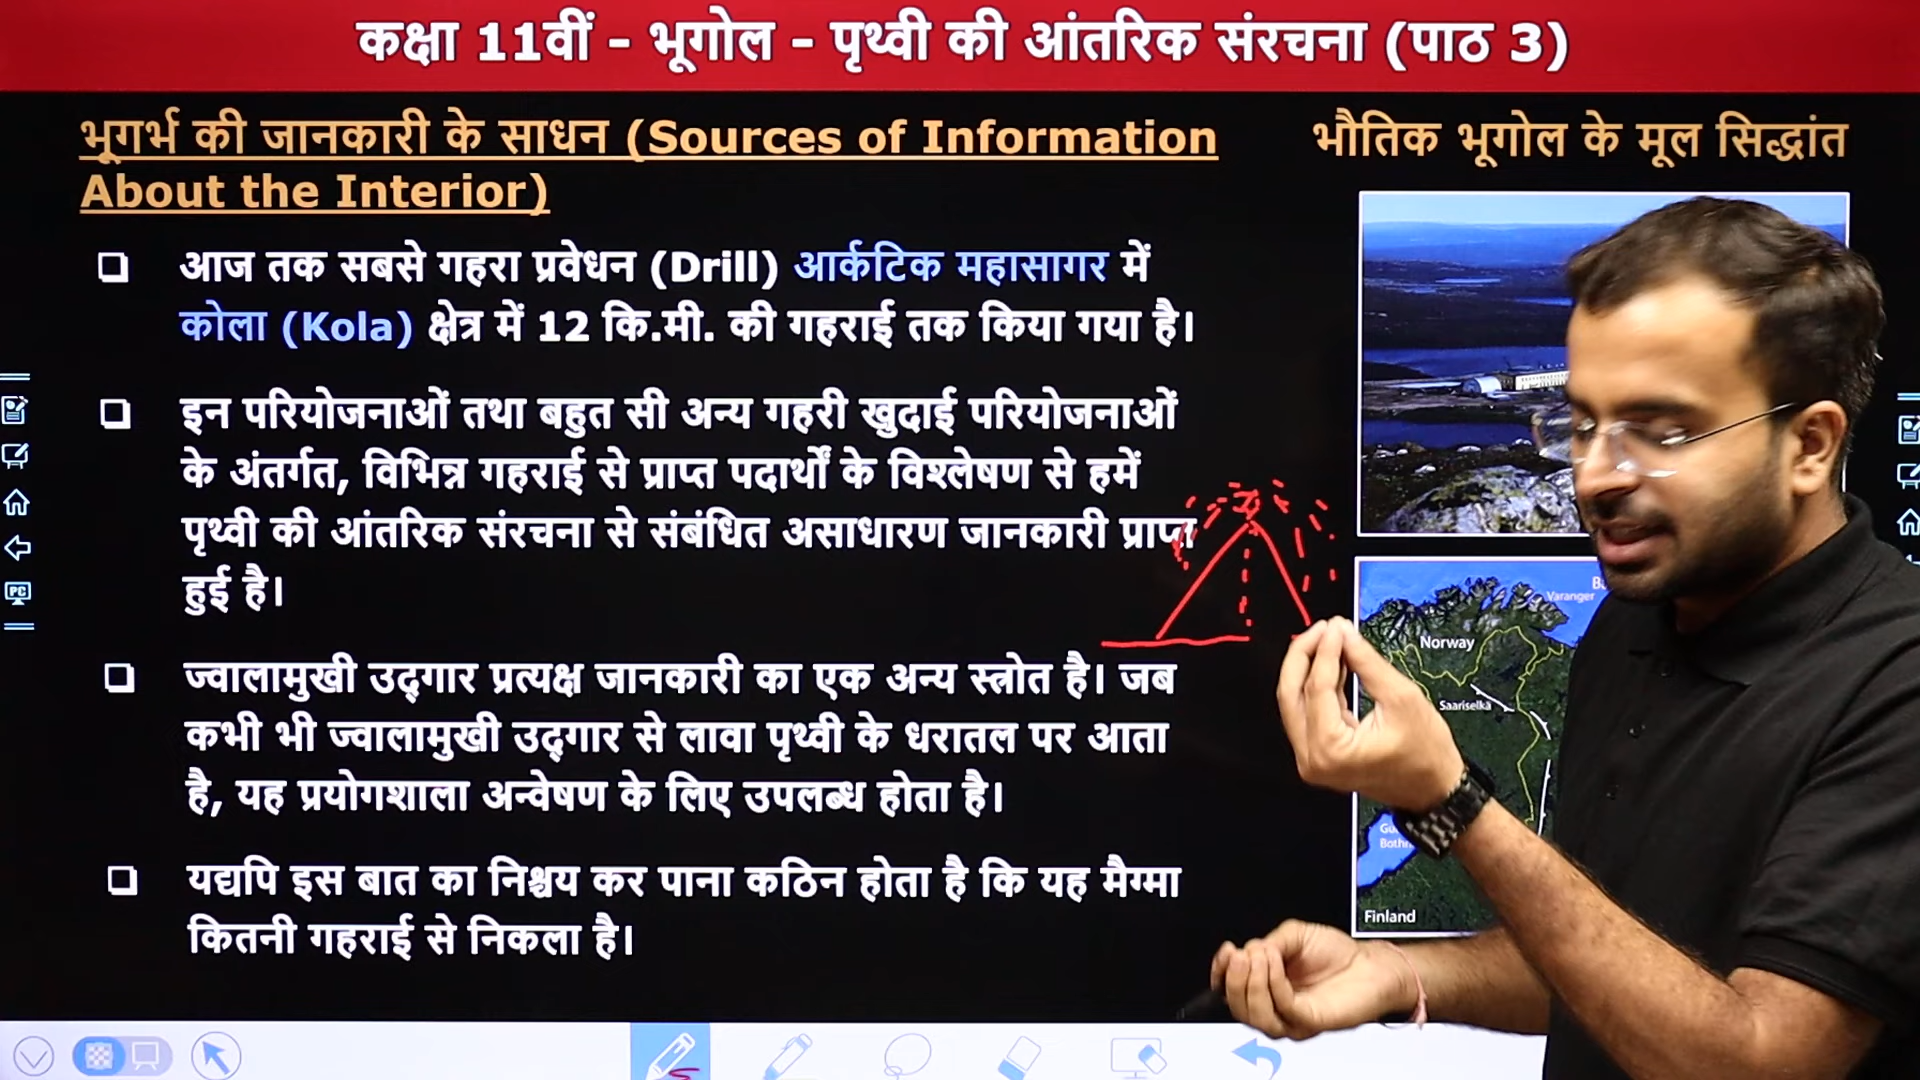 कक्षा 11वीं - भूगोल - पृथ्वी की आंतरिक संरचना (पाठ 3)
भूगर्भ की जानकारी के साधन (Sources of Information
About the Interior)
भौतिक भूगोल के मूल सिद्धांत
❑ आज तक सबसे गहरा प्रवेधन (Drill) आर्कटिक महासागर में
कोला (Kola) क्षेत्र में 12 कि.मी. की गहराई तक किया गया है।
❑ इन परियोजनाओं तथा बहुत सी अन्य गहरी खुदाई परियोजनाओं
के अंतर्गत, विभिन्न गहराई से प्राप्त पदार्थों के विश्लेषण से हमें
पृथ्वी की आंतरिक संरचना से संबंधित असाधारण जानकारी प्राप्त
हुई है।
❑ ज्वालामुखी उद्गार प्रत्यक्ष जानकारी का एक अन्य स्त्रोत है। जब
कभी भी ज्वालामुखी उद्गार से लावा पृथ्वी के धरातल पर आता
है, यह प्रयोगशाला अन्वेषण के लिए उपलब्ध होता है।
❑ यद्यपि इस बात का निश्चय कर पाना कठिन होता है कि यह मैग्मा
कितनी गहराई से निकला है।
Varanger
Norway
Saariselkä
Finland
PC